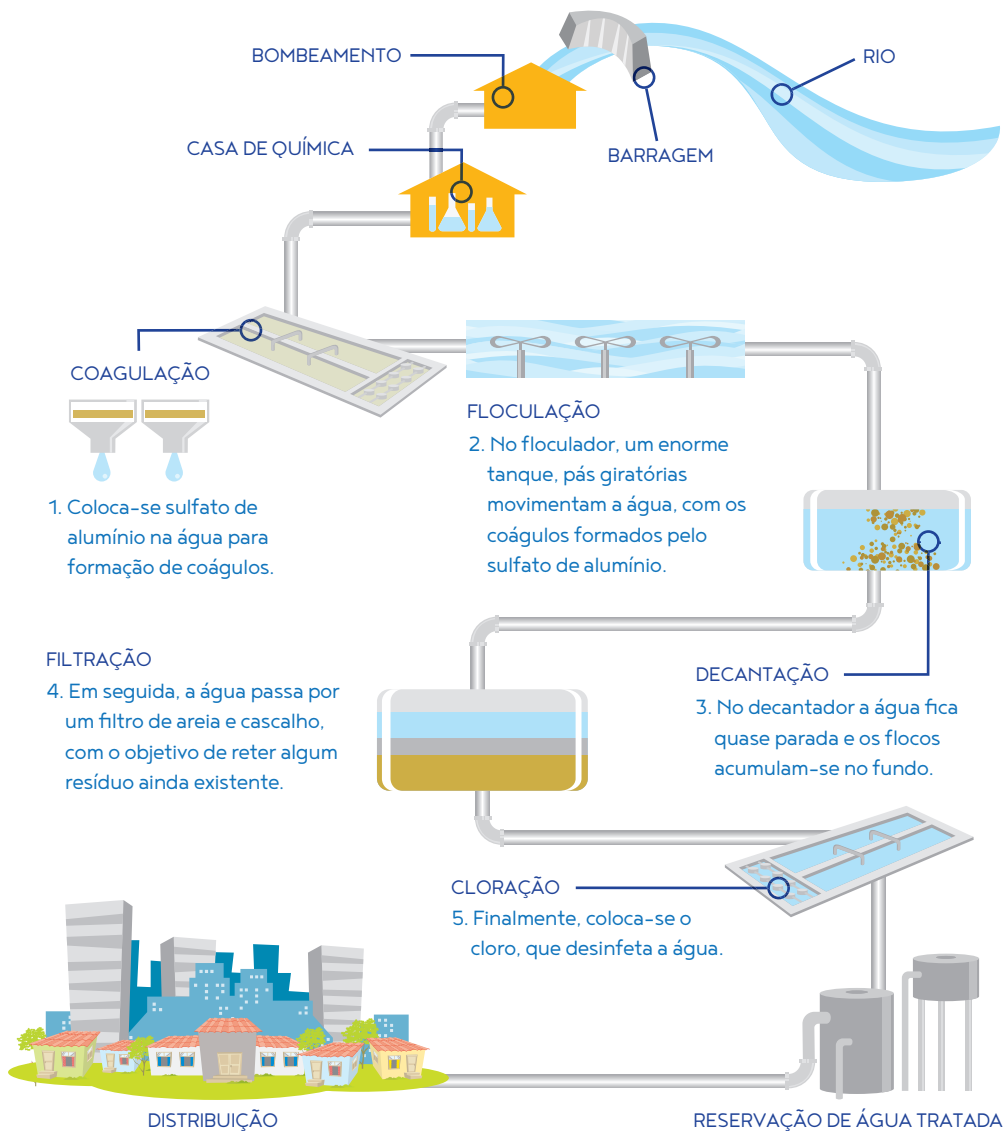 BOMBEAMENTO
RIO
CASA DE QUÍMICA
BARRAGEM
COAGULAÇÃO
1. Coloca-se sulfato de
alumínio na água para
formação de coágulos.
FLOCULAÇÃO
2. No floculador, um enorme
tanque, pás giratórias
movimentam a água, com os
coágulos formados pelo
sulfato de alumínio.
DECANTAÇÃO
3. No decantador a água fica
quase parada e os flocos
acumulam-se no fundo.
FILTRAÇÃO
4. Em seguida, a água passa por
um filtro de areia e cascalho,
com o objetivo de reter algum
resíduo ainda existente.
CLORAÇÃO
5. Finalmente, coloca-se o
cloro, que desinfeta a água.
DISTRIBUIÇÃO
RESERVAÇÃO DE ÁGUA TRATADA